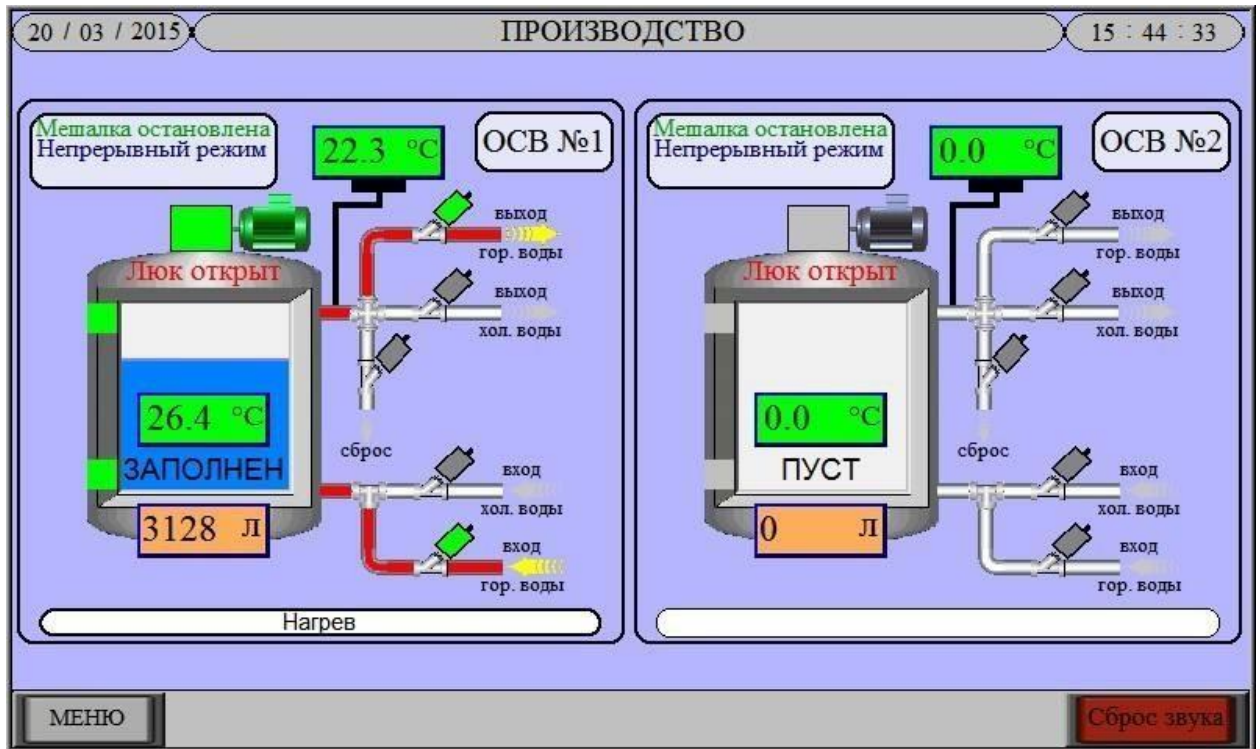 20 / 03 / 2015
ПРОИЗВОДСТВО
15 : 44 : 33
Мешалка остановлена
Непрерывный режим
22.3 °C
ОСВ №1
выход
гор. воды
Люк открыт
выход
хол. воды
26.4 °C
ЗАПОЛНЕН
сброс
вход
хол. воды
3128 л
вход
гор. воды
Нагрев
Мешалка остановлена
Непрерывный режим
0.0 °C
ОСВ №2
выход
гор. воды
Люк открыт
выход
хол. воды
0.0 °C
ПУСТ
сброс
вход
хол. воды
0 л
вход
гор. воды
МЕНЮ
Сброс звука